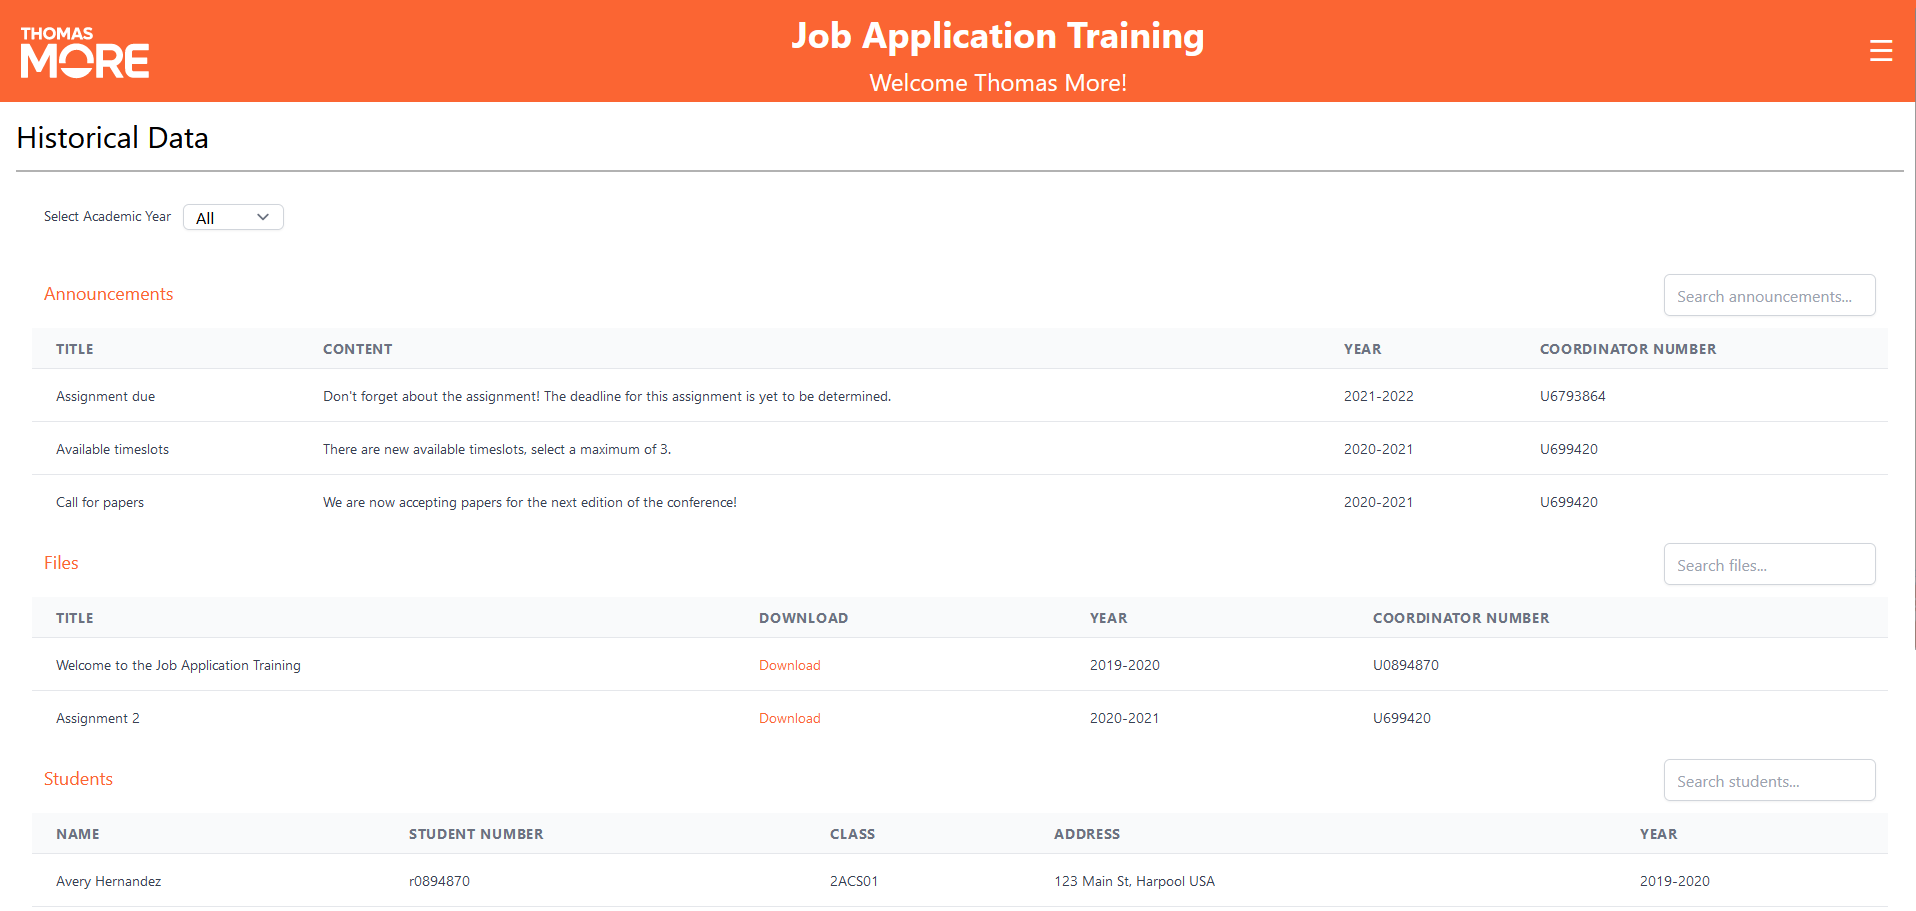 THOMAS
MORE
Job Application Training
Welcome Thomas More!
Historical Data
Select Academic Year All
Announcements Search announcements...
TITLE CONTENT YEAR COORDINATOR NUMBER
Assignment due Don't forget about the assignment! The deadline for this assignment is yet to be determined. 2021-2022 U6793864
Available timeslots There are new available timeslots, select a maximum of 3. 2020-2021 U699420
Call for papers We are now accepting papers for the next edition of the conference! 2020-2021 U699420
Files Search files...
TITLE DOWNLOAD YEAR COORDINATOR NUMBER
Welcome to the Job Application Training Download 2019-2020 U0894870
Assignment 2 Download 2020-2021 U699420
Students Search students...
NAME STUDENT NUMBER CLASS ADDRESS YEAR
Avery Hernandez r0894870 2ACS01 123 Main St, Harpool USA 2019-2020